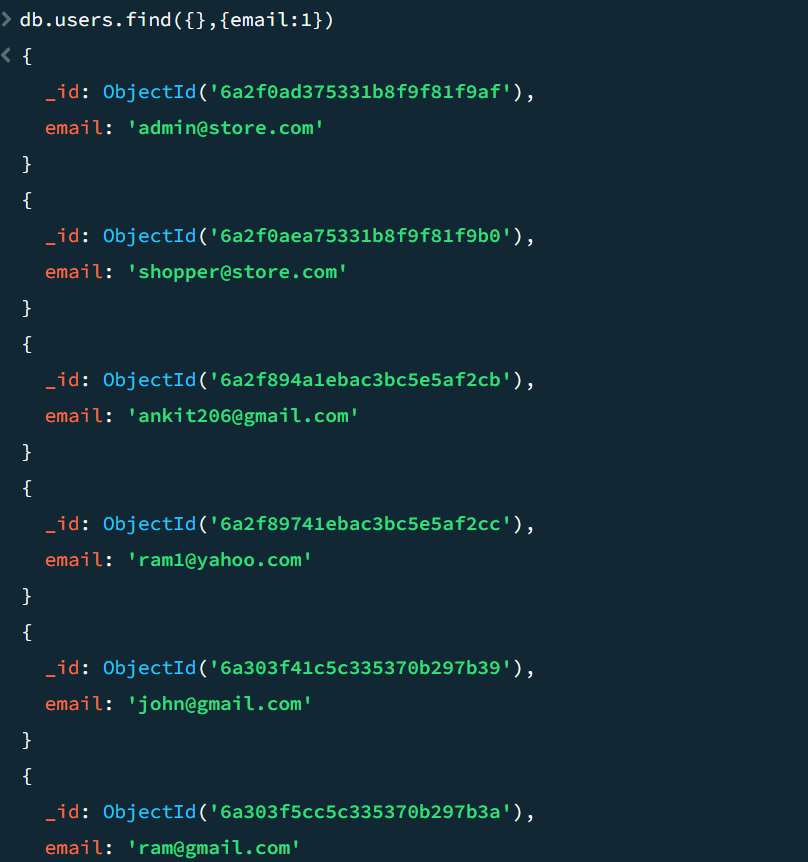 > db.users.find({},{email:1})
< {
_id: ObjectId('6a2f0ad375331b8f9f81f9af'),
email: 'admin@store.com'
}
{
_id: ObjectId('6a2f0aea75331b8f9f81f9b0'),
email: 'shopper@store.com'
}
{
_id: ObjectId('6a2f894a1ebac3bc5e5af2cb'),
email: 'ankit206@gmail.com'
}
{
_id: ObjectId('6a2f89741ebac3bc5e5af2cc'),
email: 'ram1@yahoo.com'
}
{
_id: ObjectId('6a303f41c5c335370b297b39'),
email: 'john@gmail.com'
}
{
_id: ObjectId('6a303f5cc5c335370b297b3a'),
email: 'ram@gmail.com'